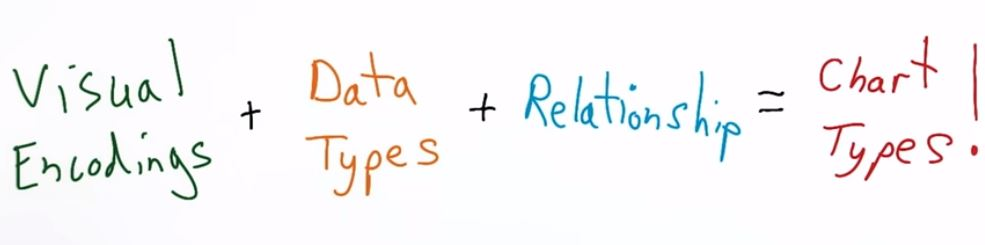 Visual Encodings + Data Types + Relationship = Chart Types!